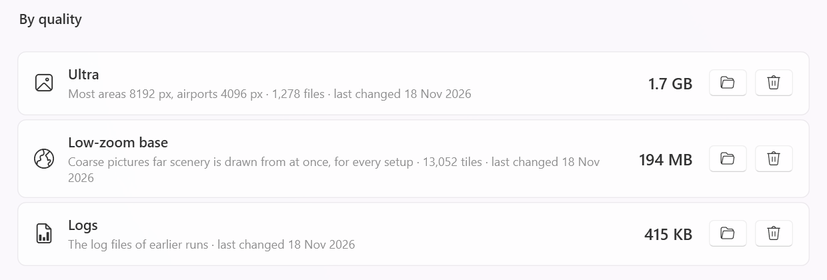 By quality
Ultra
Most areas 8192 px, airports 4096 px · 1,278 files · last changed 18 Nov 2026
1.7 GB
Low-zoom base
Coarse pictures far scenery is drawn from at once, for every setup · 13,052 tiles · last changed 18 Nov
2026
194 MB
Logs
The log files of earlier runs · last changed 18 Nov 2026
415 KB